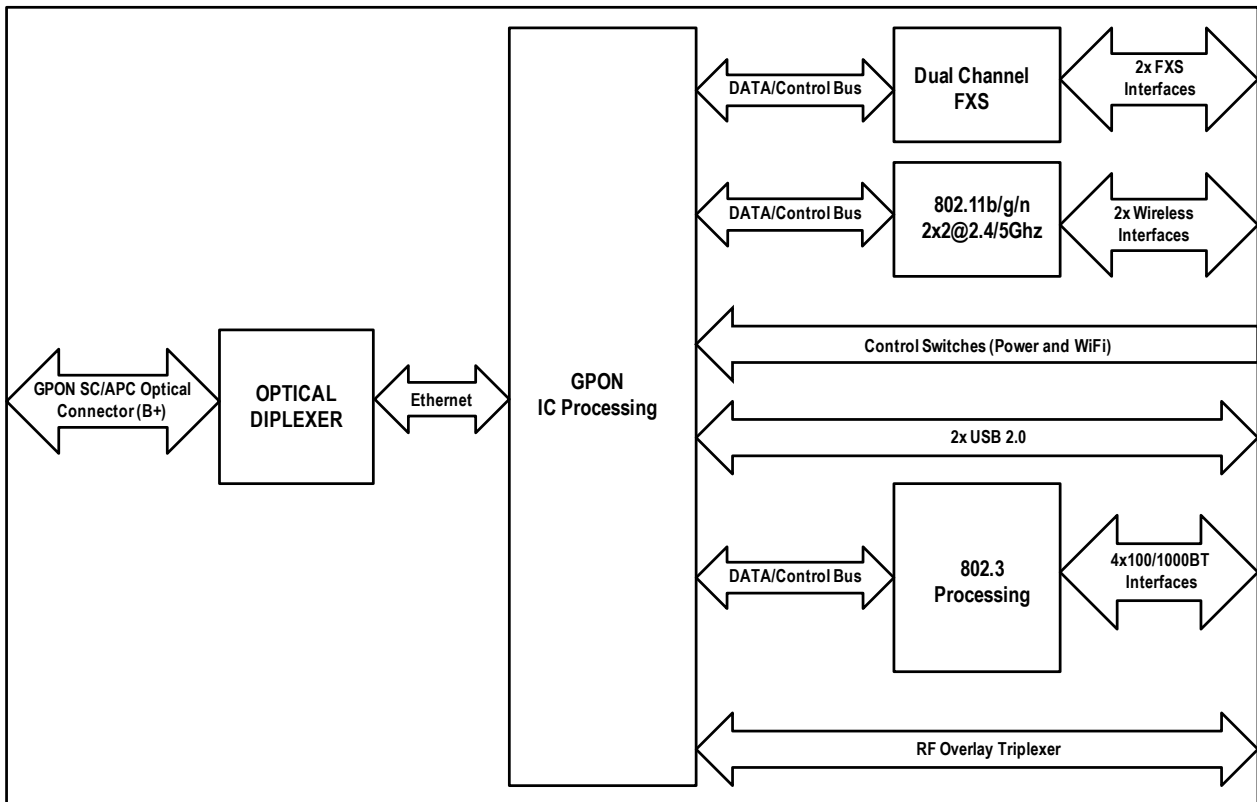 GPON SC/APC Optical
Connector (B+)
OPTICAL
DIPLEXER
Ethernet
GPON
IC Processing
DATA/Control Bus
Dual Channel
FXS
2x FXS
Interfaces
DATA/Control Bus
802.11b/g/n
2x2@2.4/5Ghz
2x Wireless
Interfaces
Control Switches (Power and WiFi)
2x USB 2.0
DATA/Control Bus
802.3
Processing
4x100/1000BT
Interfaces
RF Overlay Triplexer